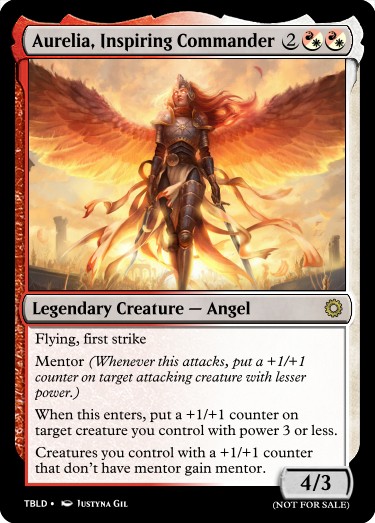 Aurelia, Inspiring Commander 2
Legendary Creature — Angel
Flying, first strike
Mentor (Whenever this attacks, put a +1/+1
counter on target attacking creature with lesser
power.)
When this enters, put a +1/+1 counter on
target creature you control with power 3 or less.
Creatures you control with a +1/+1 counter
that don't have mentor gain mentor.
4/3
TBLD • Justyna Gil
(NOT FOR SALE)